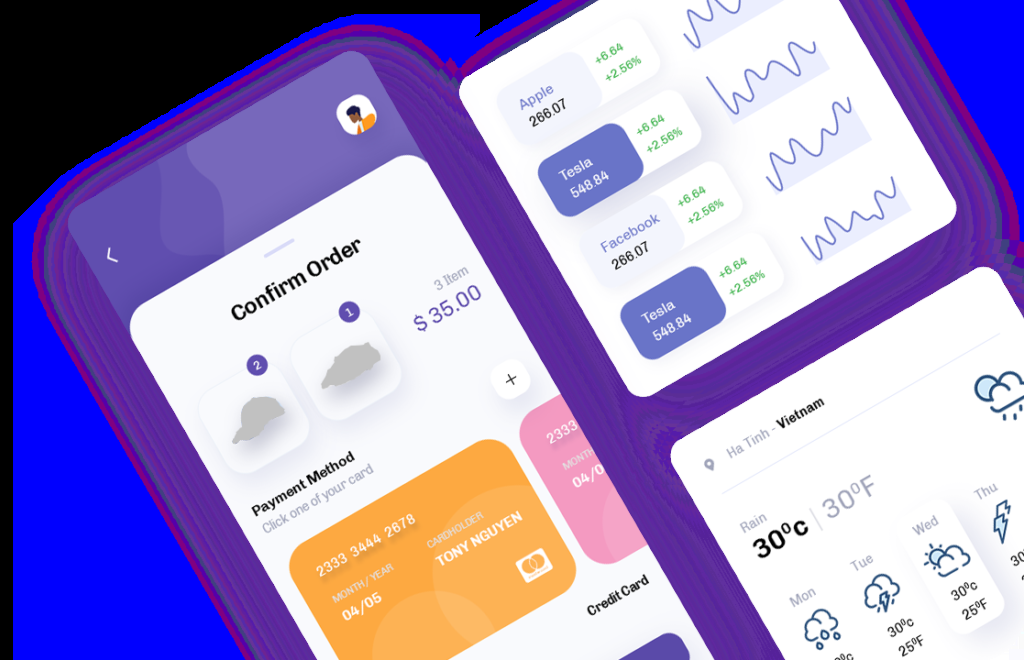 Confirm Order
3 Item
$ 35.00
2
1
Payment Method
Click one of your card
2333 3444 2678
MONTH / YEAR
04/05
CARDHOLDER
TONY NGUYEN
2333
MONTH
04/0
Credit Card
Apple
266.07
+6.64
+2.56%
Tesla
548.84
+6.64
+2.56%
Facebook
266.07
+6.64
+2.56%
Tesla
548.84
+6.64
+2.56%
Ha Tinh - Vietnam
Rain
30ºc | 30ºF
Mon
Tue
30ºc
25ºF
Wed
30ºc
25ºF
Thu